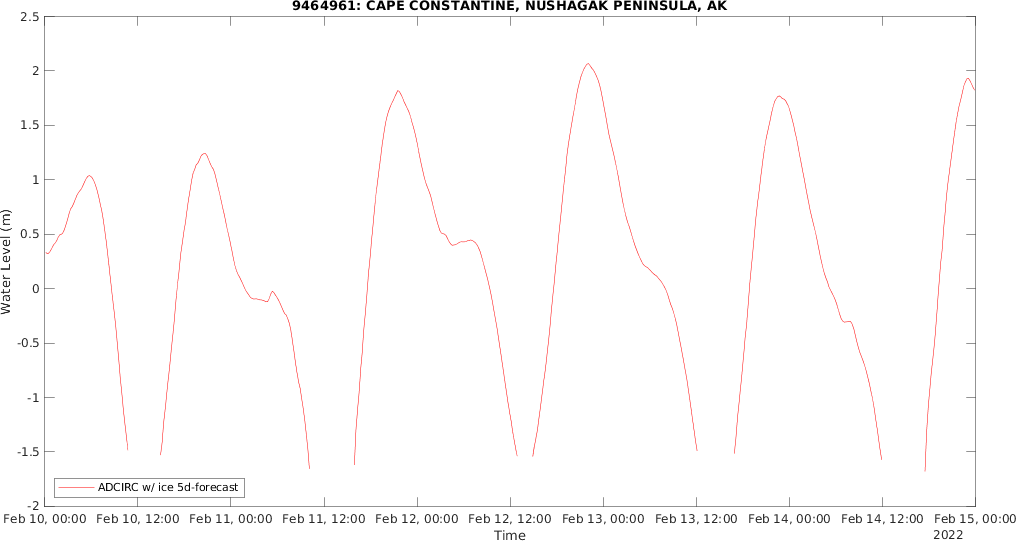 9464961: CAPE CONSTANTINE, NUSHAGAK PENINSULA, AK
2.5
2
1.5
1
0.5
0
-0.5
-1
-1.5
-2
Water Level (m)
ADCIRC w/ ice 5d-forecast
Feb 10, 00:00 Feb 10, 12:00 Feb 11, 00:00 Feb 11, 12:00 Feb 12, 00:00 Feb 12, 12:00 Feb 13, 00:00 Feb 13, 12:00 Feb 14, 00:00 Feb 14, 12:00 Feb 15, 00:00
Time
2022